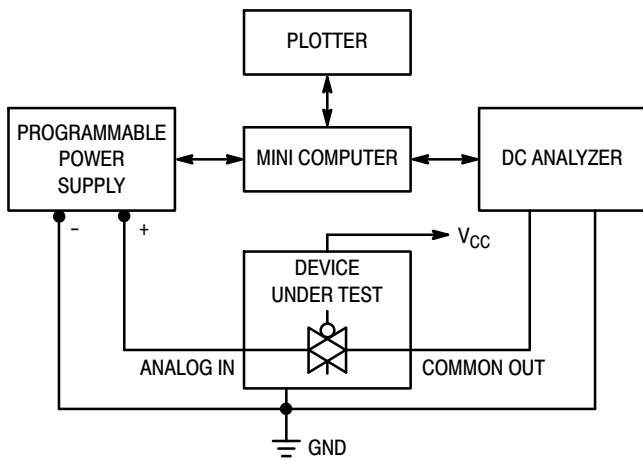 PLOTTER
PROGRAMMABLE
POWER
SUPPLY
MINI COMPUTER
DC ANALYZER
– +
VCC
DEVICE
UNDER TEST
ANALOG IN
COMMON OUT
GND